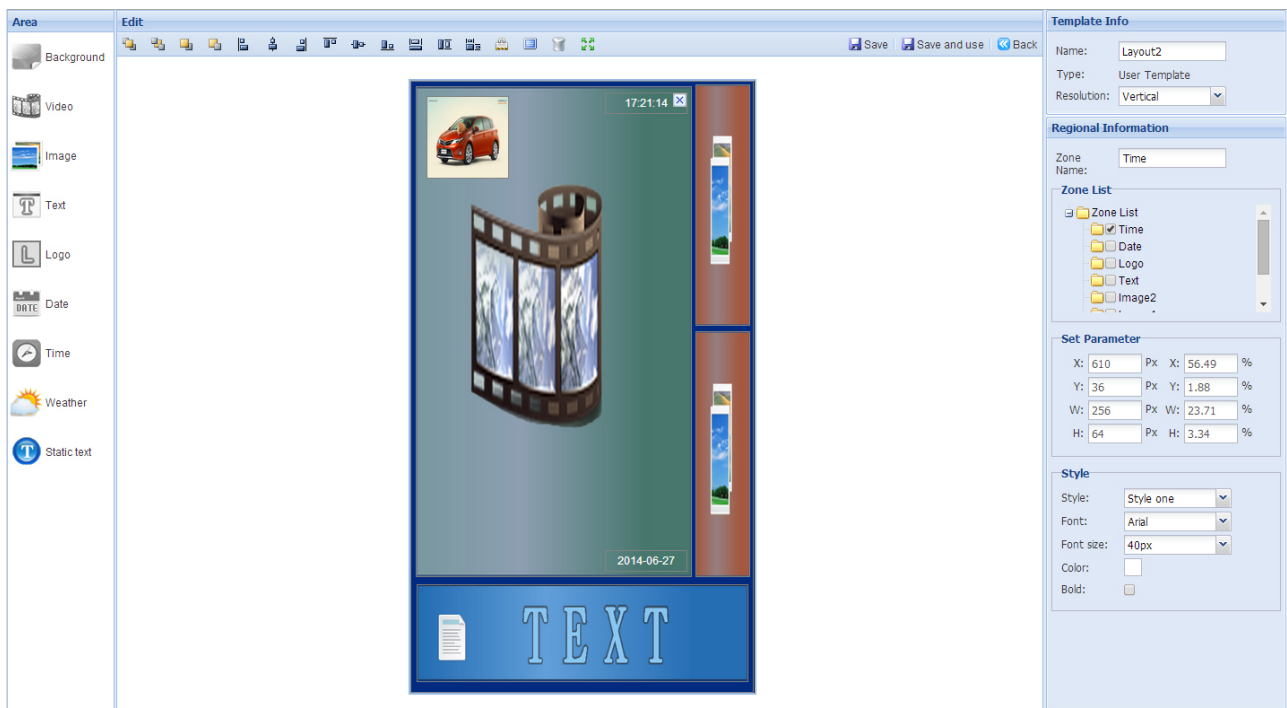 Area
Background
Video
Image
Text
Logo
DATE Date
Time
Weather
Static text
Edit
Save Save and use Back
17:21:14
2014-06-27
TEXT
Template Info
Name: Layout2
Type: User Template
Resolution: Vertical
Regional Information
Zone Name: Time
Zone List
Zone List
Time
Date
Logo
Text
Image2
Set Parameter
X: 610 Px X: 56.49 %
Y: 36 Px Y: 1.88 %
W: 256 Px W: 23.71 %
H: 64 Px H: 3.34 %
Style
Style: Style one
Font: Arial
Font size: 40px
Color:
Bold: